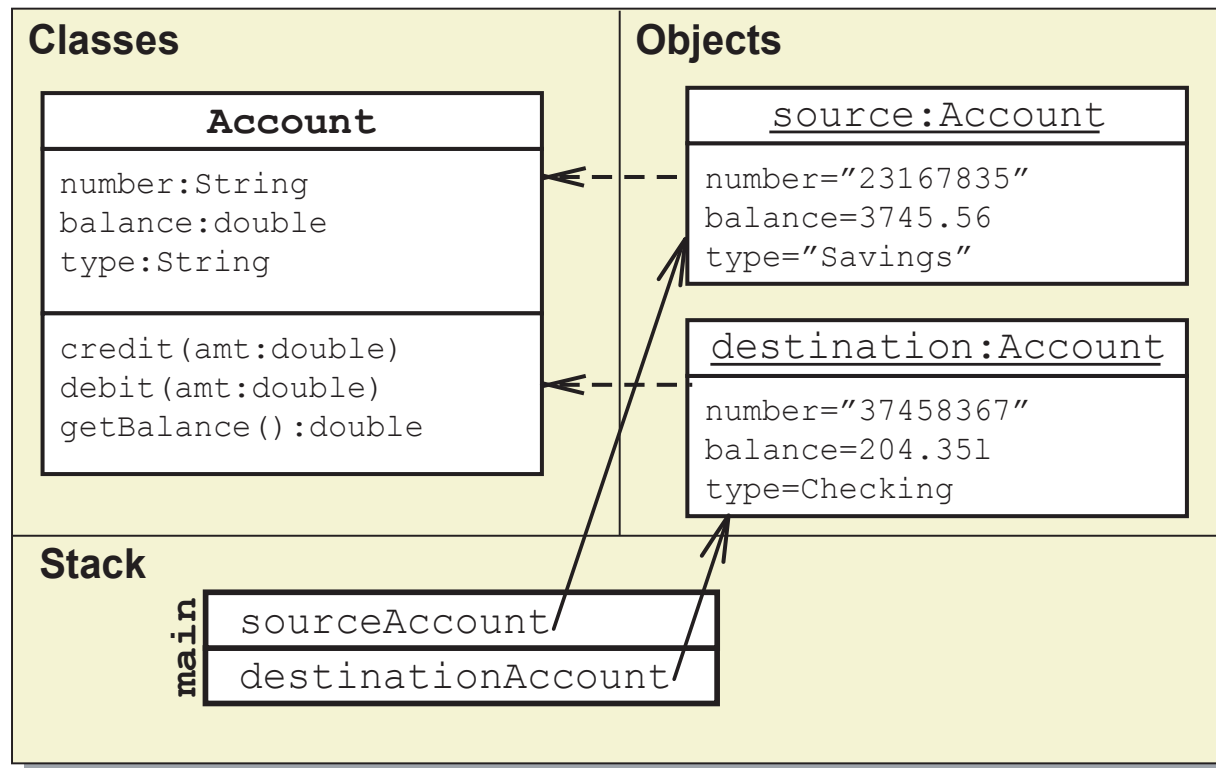 Classes
Account
number:String
balance:double
type:String
credit(amt:double)
debit(amt:double)
getBalance():double
Objects
source:Account
number=”23167835”
balance=3745.56
type=”Savings”
destination:Account
number=”37458367”
balance=204.35l
type=Checking
Stack
main
sourceAccount
destinationAccount